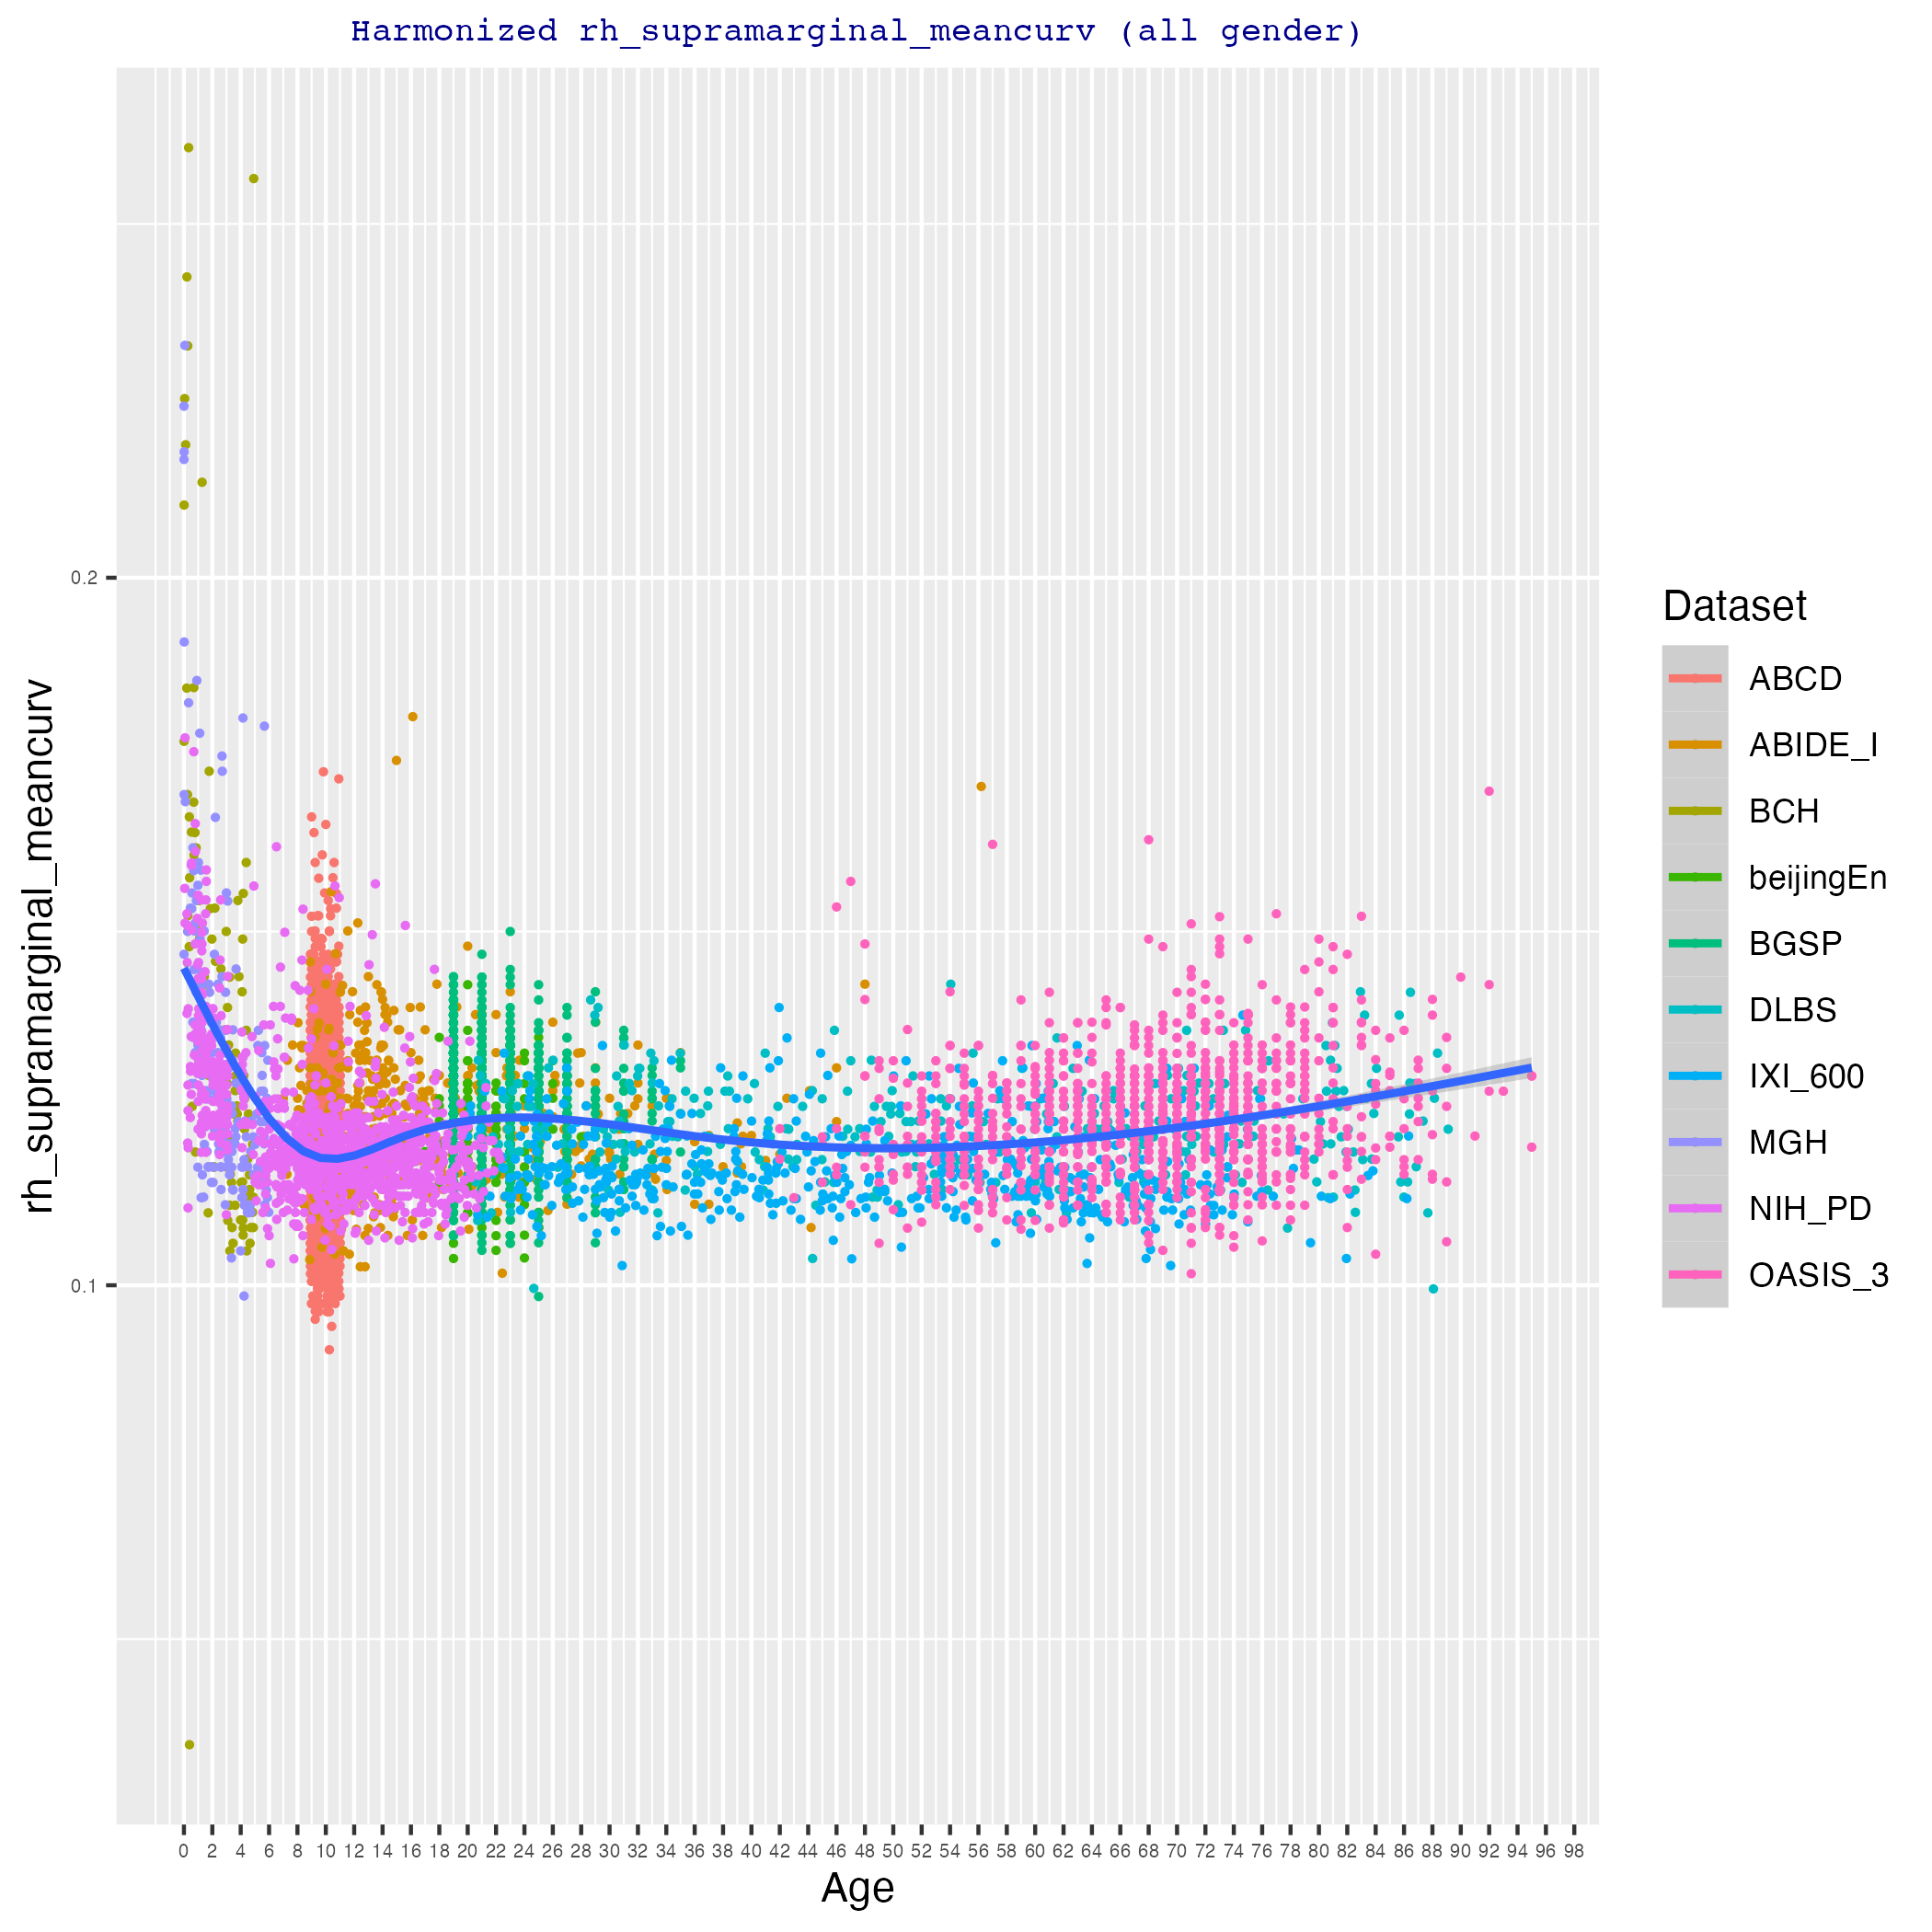 Harmonized rh_supramarginal_meancurv (all gender)
rh_supramarginal_meancurv
0.2
0.1
0 2 4 6 8 10 12 14 16 18 20 22 24 26 28 30 32 34 36 38 40 42 44 46 48 50 52 54 56 58 60 62 64 66 68 70 72 74 76 78 80 82 84 86 88 90 92 94 96 98
Age
Dataset
ABCD
ABIDE_I
BCH
beijingEn
BGSP
DLBS
IXI_600
MGH
NIH_PD
OASIS_3